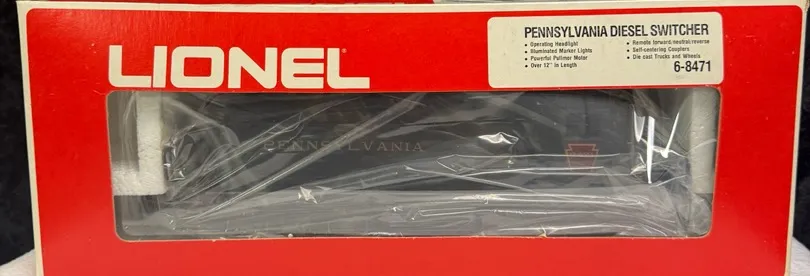 LIONEL
PENNSYLVANIA DIESEL SWITCHER
• Operating Headlight
• Illuminated Marker Lights
• Powerful Pullmor Motor
• Over 12" in Length
• Remote forward/neutral/reverse
• Self-centering Couplers
• Die cast Trucks and Wheels
6-8471
PENNSYLVANIA